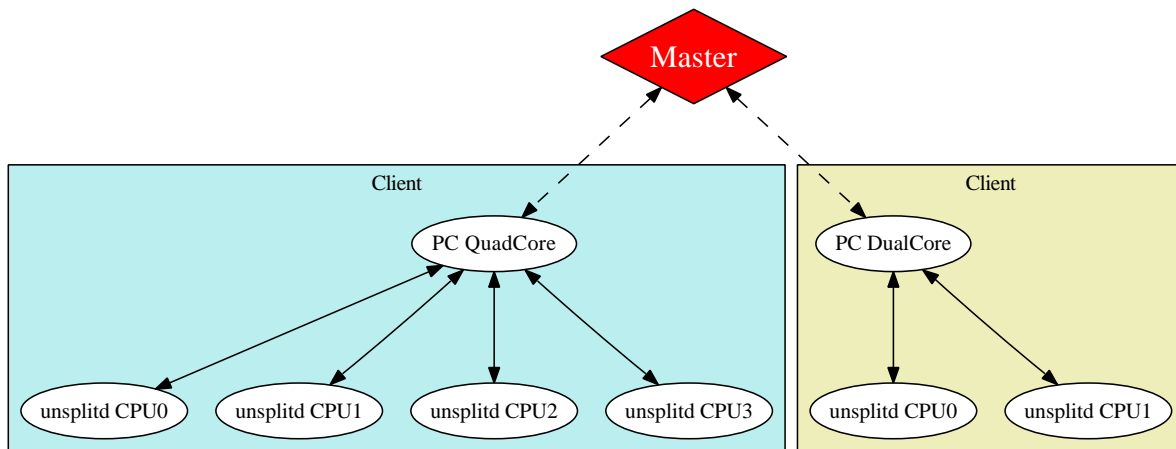 Master
Client
Client
PC QuadCore
PC DualCore
unsplitd CPU0
unsplitd CPU1
unsplitd CPU2
unsplitd CPU3
unsplitd CPU0
unsplitd CPU1